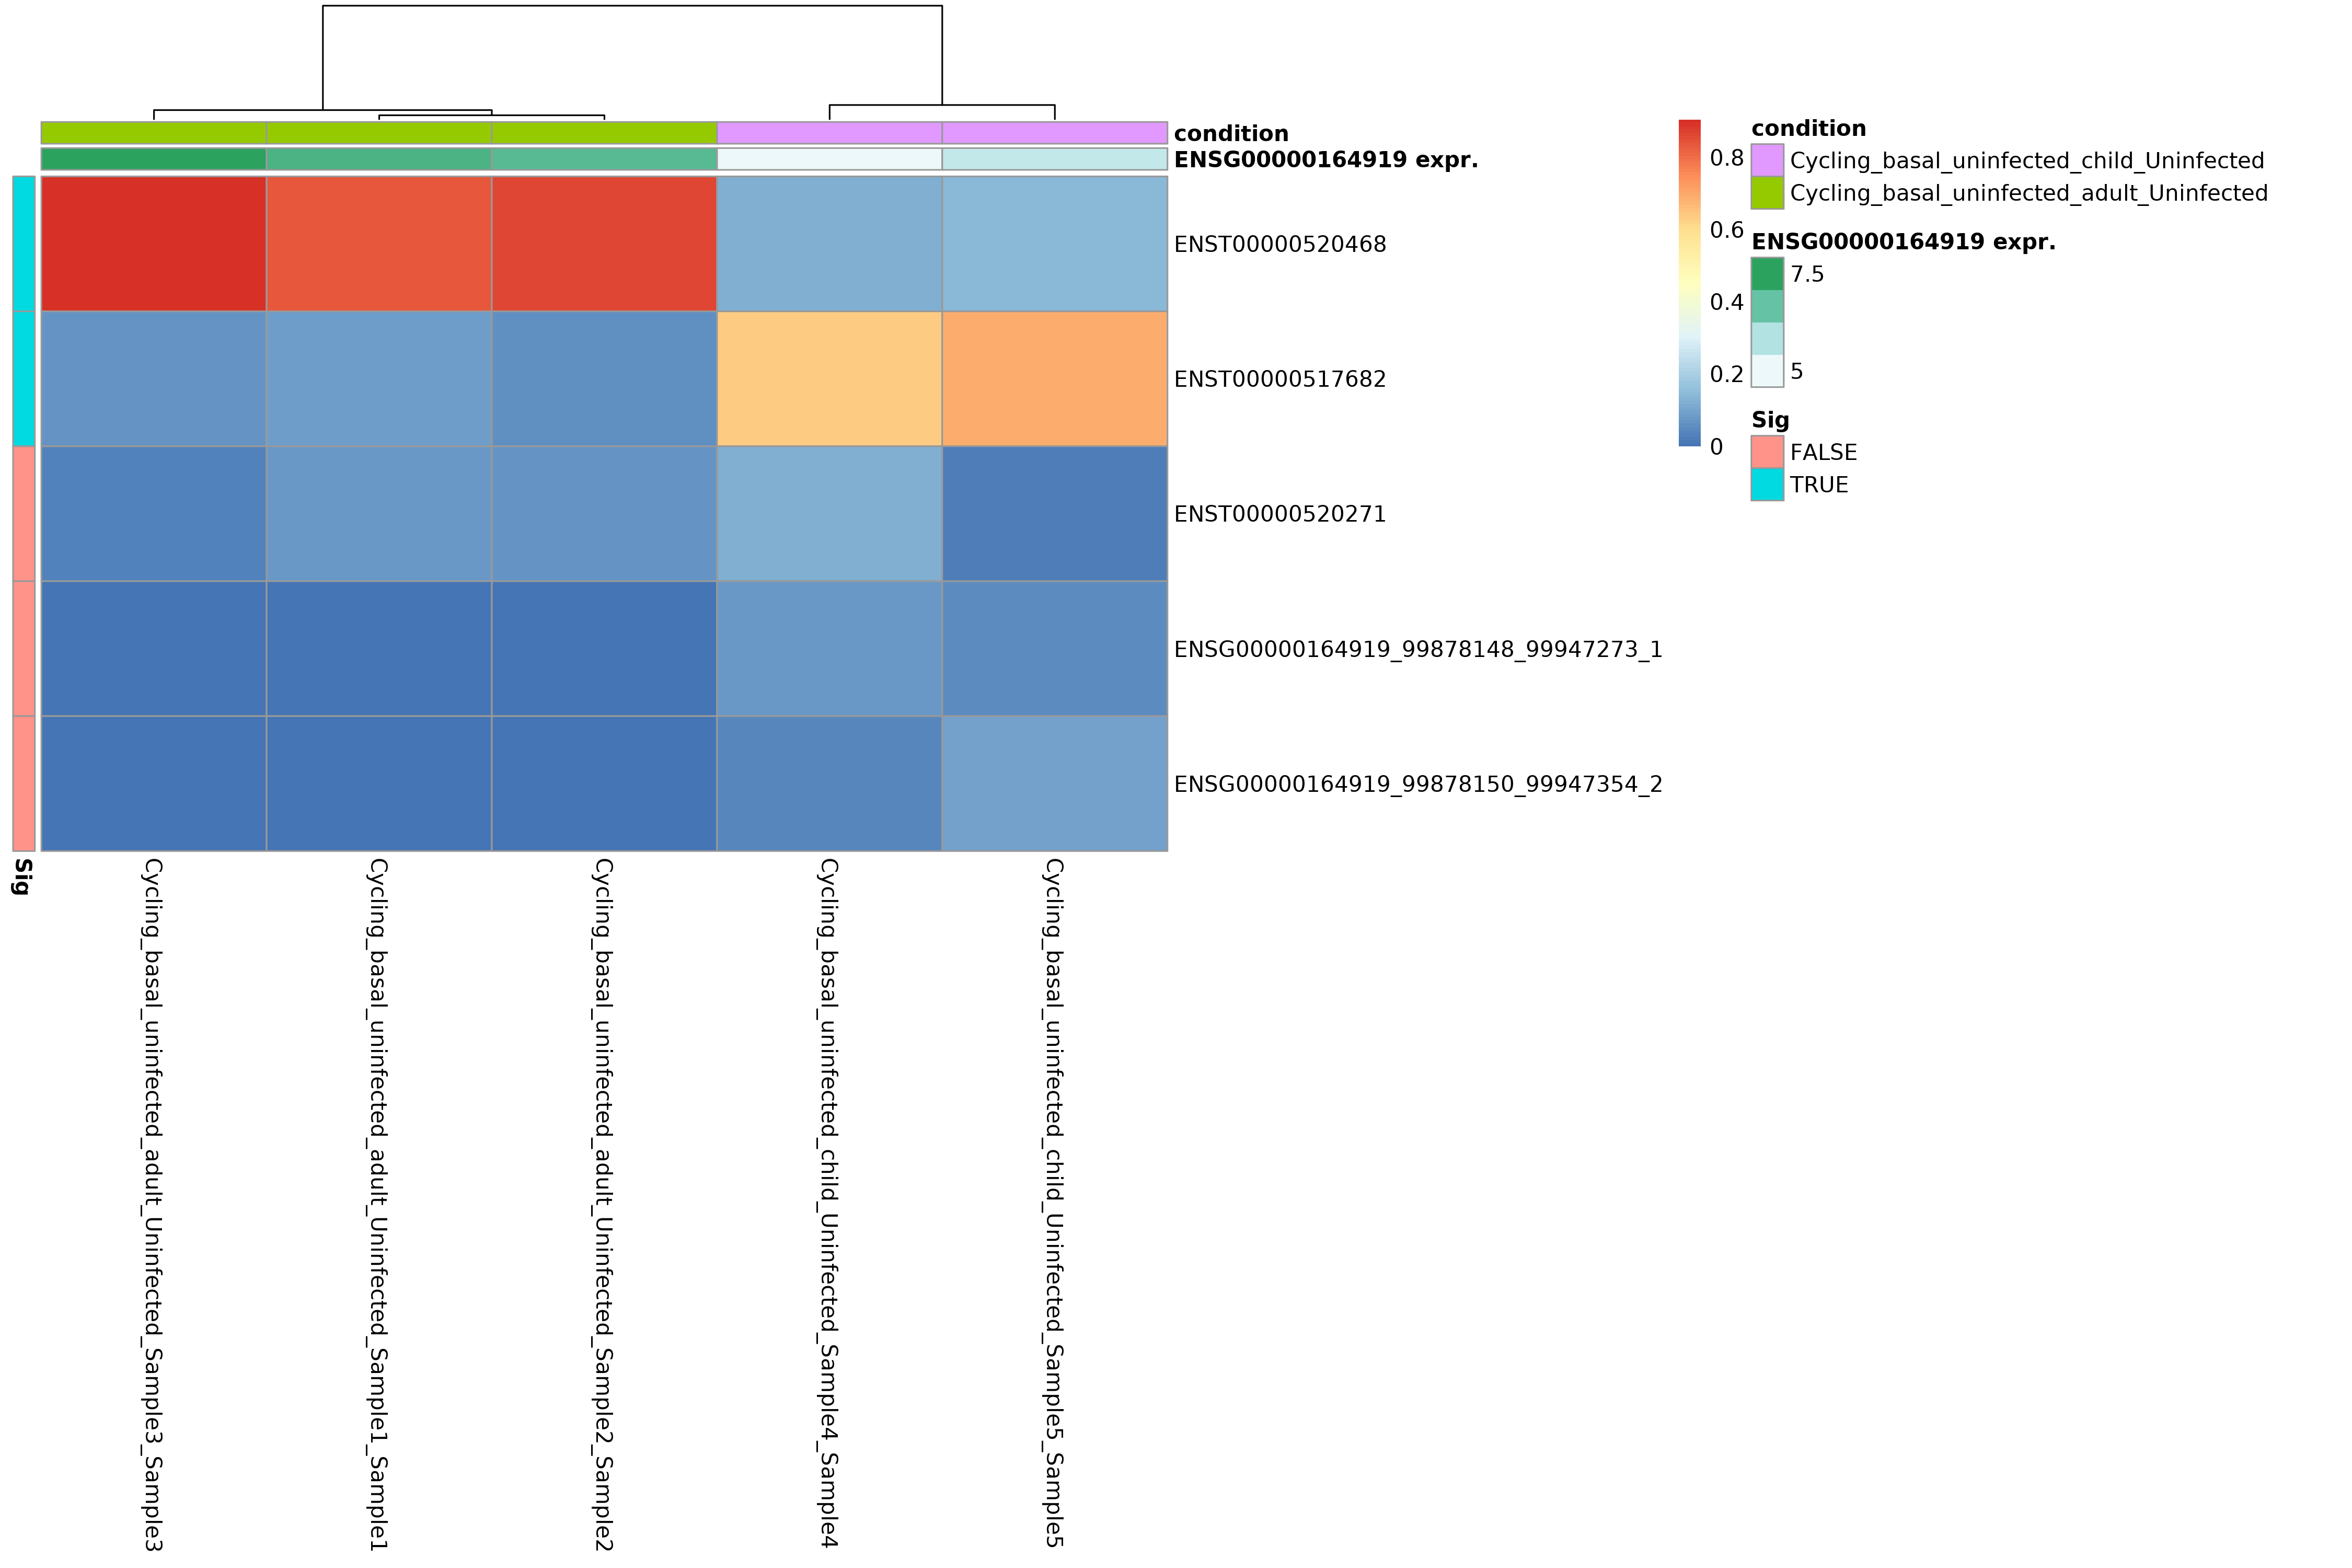 condition
ENSG00000164919 expr.
ENST00000520468
ENST00000517682
ENST00000520271
ENSG00000164919_99878148_99947273_1
ENSG00000164919_99878150_99947354_2
Sig
Cycling_basal_uninfected_adult_Uninfected_Sample3_Sample3
Cycling_basal_uninfected_adult_Uninfected_Sample1_Sample1
Cycling_basal_uninfected_adult_Uninfected_Sample2_Sample2
Cycling_basal_uninfected_child_Uninfected_Sample4_Sample4
Cycling_basal_uninfected_child_Uninfected_Sample5_Sample5
0.8
0.6
0.4
0.2
0
condition
Cycling_basal_uninfected_child_Uninfected
Cycling_basal_uninfected_adult_Uninfected
ENSG00000164919 expr.
7.5
5
Sig
FALSE
TRUE